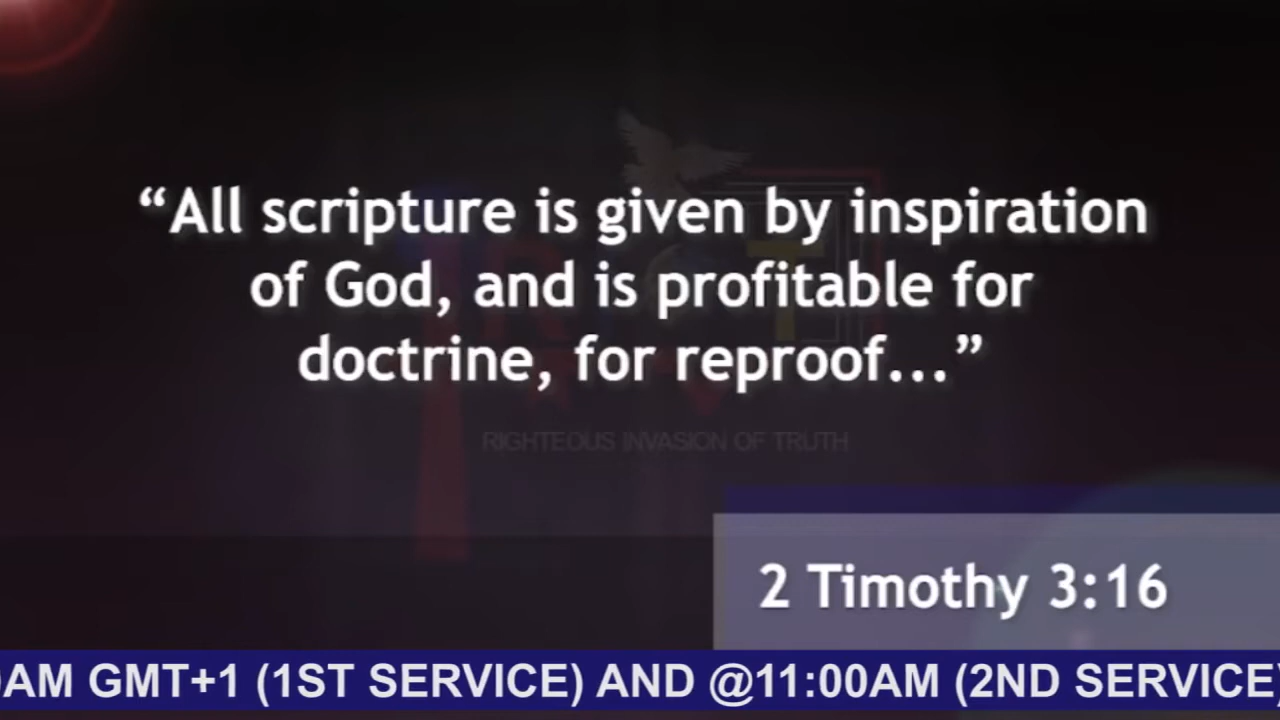 “All scripture is given by inspiration
of God, and is profitable for
doctrine, for reproof...”
RIGHTEOUS INVASION OF TRUTH
2 Timothy 3:16
AM GMT+1 (1ST SERVICE) AND @11:00AM (2ND SERVICE)